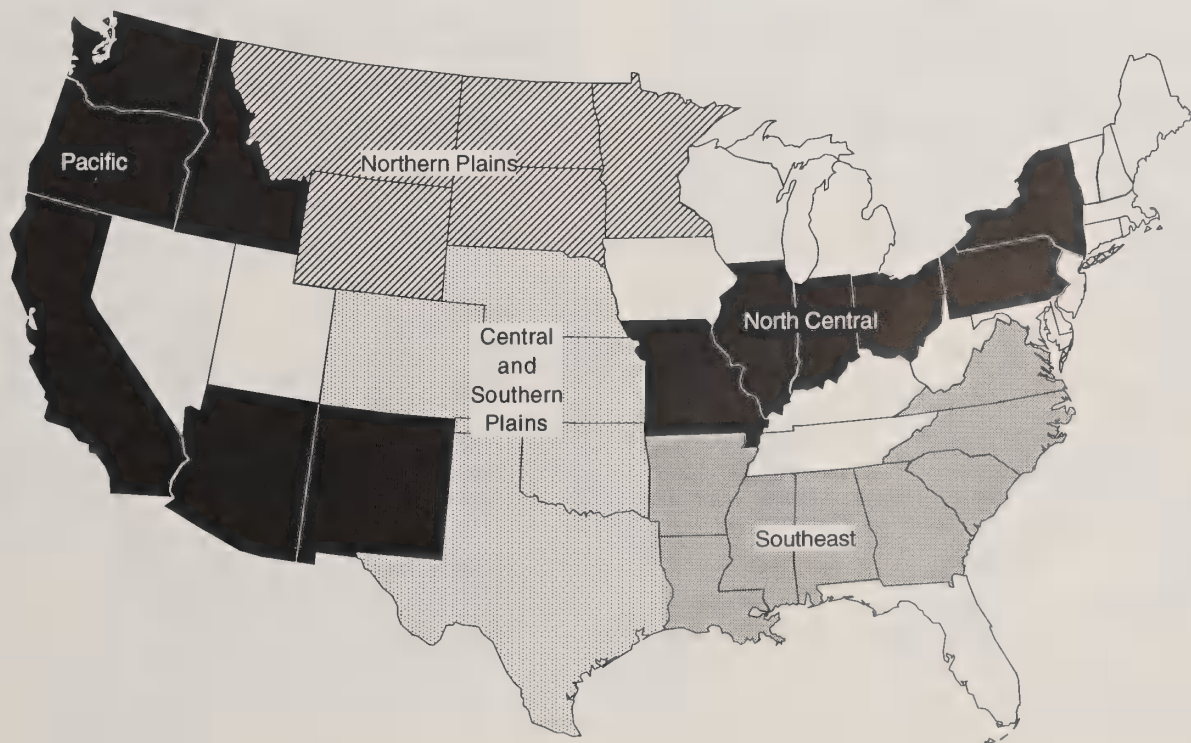 Pacific
Northern Plains
North Central
Central
and
Southern
Plains
Southeast